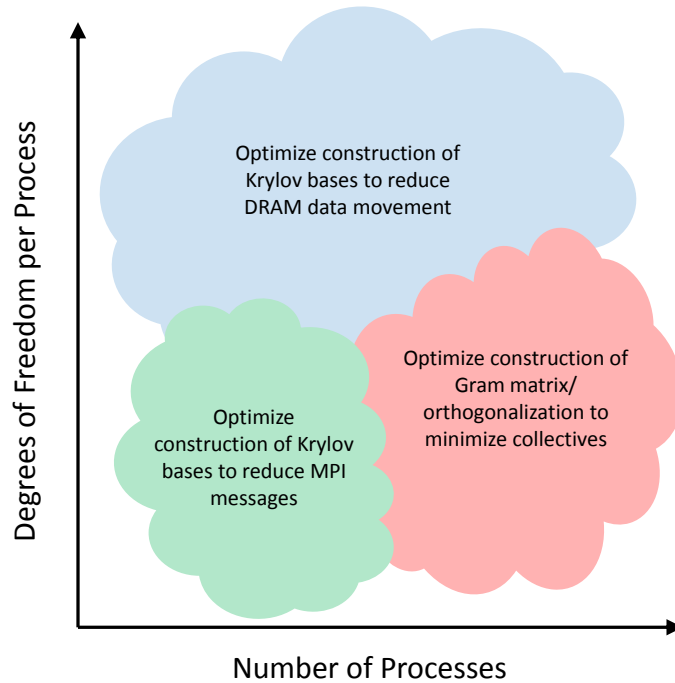 Degrees of Freedom per Process
Optimize construction of
Krylov bases to reduce
DRAM data movement
Optimize construction of
Gram matrix/
orthogonalization to
minimize collectives
Optimize
construction of Krylov
bases to reduce MPI
messages
Number of Processes